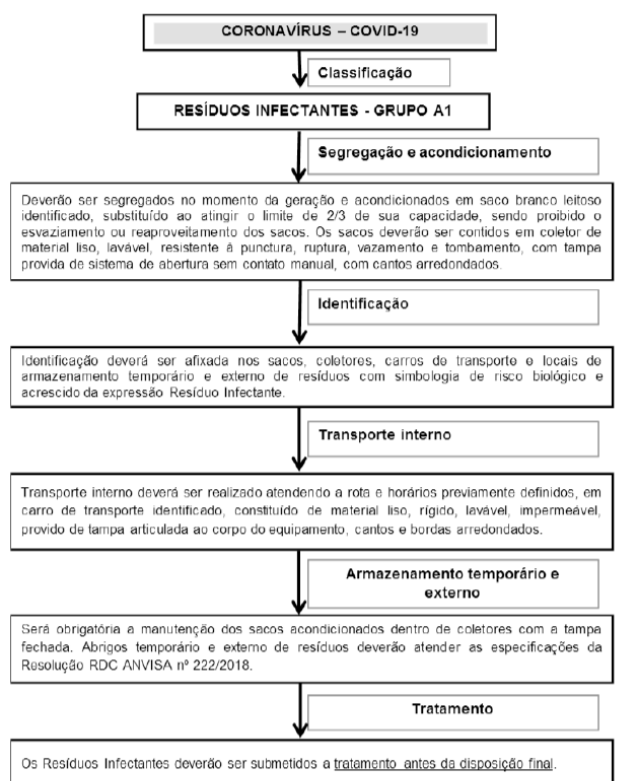 CORONAVÍRUS – COVID-19
Classificação
RESÍDUOS INFECTANTES - GRUPO A1
Segregação e acondicionamento
Deverão ser segregados no momento da geração e acondicionados em saco branco leitoso
identificado, substituído ao atingir o limite de 2/3 de sua capacidade, sendo proibido o
esvaziamento ou reaproveitamento dos sacos. Os sacos deverão ser contidos em coletor de
material liso, lavável, resistente à punctura, ruptura, vazamento e tombamento, com tampa
provida de sistema de abertura sem contato manual, com cantos arredondados.
Identificação
Identificação deverá ser afixada nos sacos, coletores, carros de transporte e locais de
armazenamento temporário e externo de resíduos com simbologia de risco biológico e
acrescido da expressão Resíduo Infectante.
Transporte interno
Transporte interno deverá ser realizado atendendo a rota e horários previamente definidos, em
carro de transporte identificado, constituído de material liso, rígido, lavável, impermeável,
provido de tampa articulada ao corpo do equipamento, cantos e bordas arredondados.
Armazenamento temporário e
externo
Será obrigatória a manutenção dos sacos acondicionados dentro de coletores com a tampa
fechada. Abrigos temporário e externo de resíduos deverão atender as especificações da
Resolução RDC ANVISA nº 222/2018.
Tratamento
Os Resíduos Infectantes deverão ser submetidos a tratamento antes da disposição final.